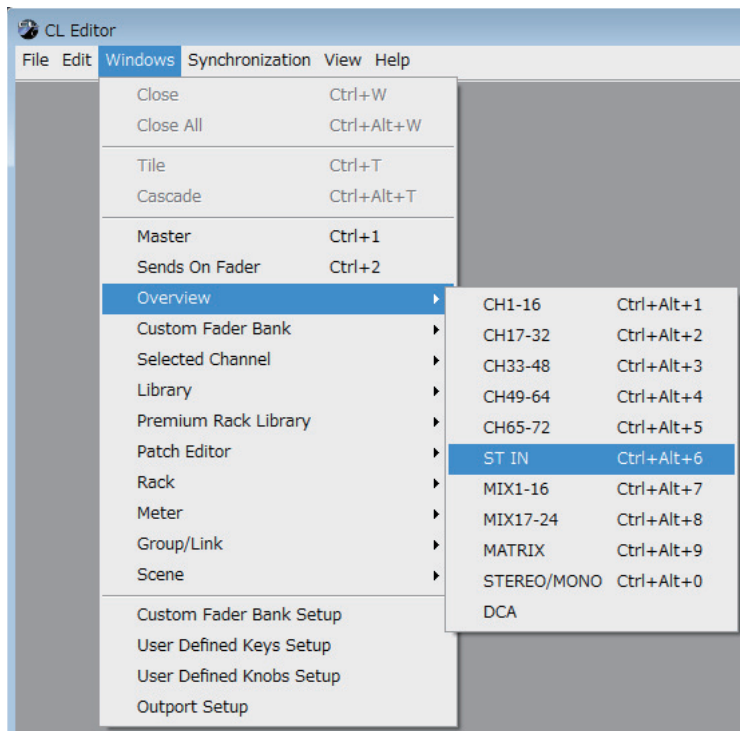 CL Editor
File Edit Windows Synchronization View Help
Close Ctrl+W
Close All Ctrl+Alt+W
Tile Ctrl+T
Cascade Ctrl+Alt+T
Master Ctrl+1
Sends On Fader Ctrl+2
Overview
Custom Fader Bank
Selected Channel
Library
Premium Rack Library
Patch Editor
Rack
Meter
Group/Link
Scene
Custom Fader Bank Setup
User Defined Keys Setup
User Defined Knobs Setup
Outport Setup
CH1-16 Ctrl+Alt+1
CH17-32 Ctrl+Alt+2
CH33-48 Ctrl+Alt+3
CH49-64 Ctrl+Alt+4
CH65-72 Ctrl+Alt+5
ST IN Ctrl+Alt+6
MIX1-16 Ctrl+Alt+7
MIX17-24 Ctrl+Alt+8
MATRIX Ctrl+Alt+9
STEREO/MONO Ctrl+Alt+0
DCA